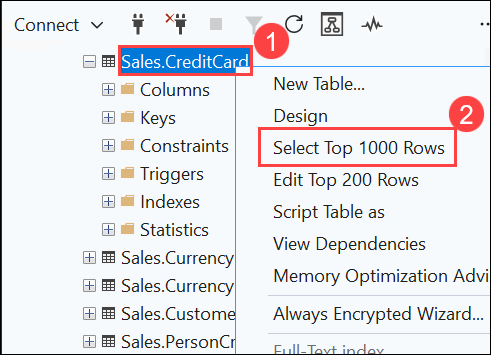 Connect
1
Sales.CreditCard
Columns
Keys
Constraints
Triggers
Indexes
Statistics
Sales.Currency
Sales.Currency
Sales.Custome
Sales.PersonCr
New Table...
Design
2
Select Top 1000 Rows
Edit Top 200 Rows
Script Table as
View Dependencies
Memory Optimization Advi
Always Encrypted Wizard...
Full-Text index